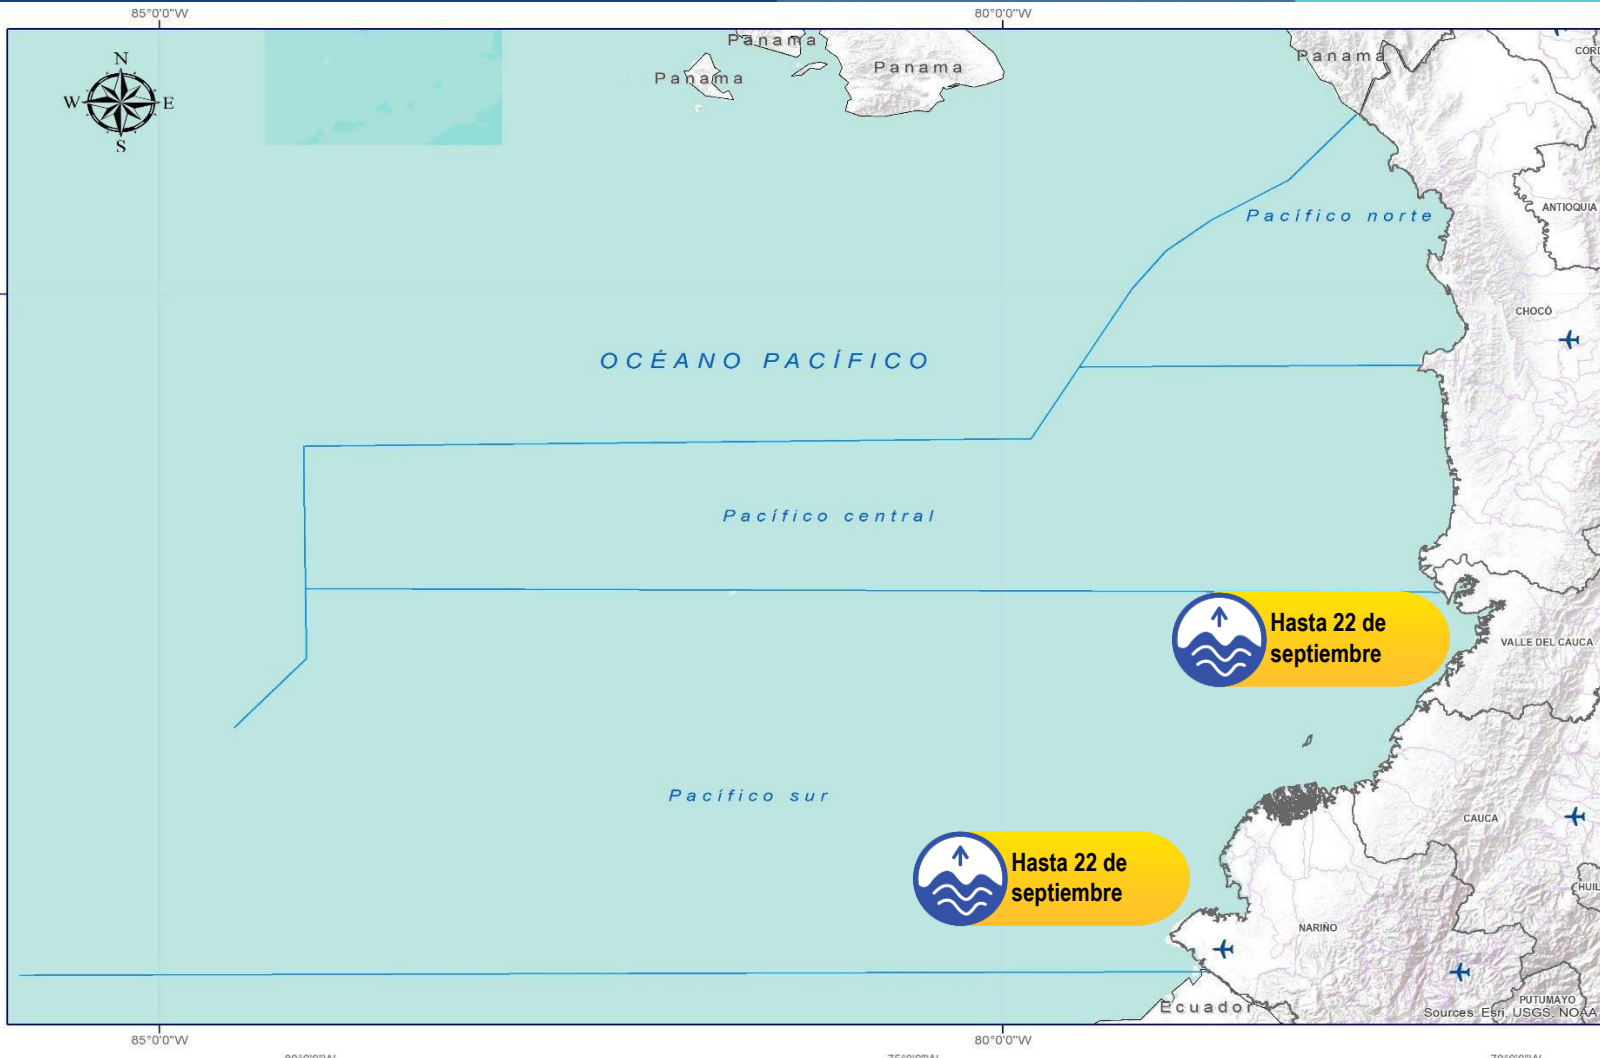 85°0'0"W
80°0'0"W
N
W
E
S
Panama
Panama
Panama
Panama
Pacífico norte
ANTIOQUIA
CHOCÓ
OCÉANO PACÍFICO
Pacífico central
Hasta 22 de
septiembre
VALLE DEL CAUCA
Pacífico sur
CAUCA
Hasta 22 de
septiembre
HUIL
NARIÑO
PUTUMAYO
Ecuador
Sources: Esri, USGS, NOAA
85°0'0"W
80°0'0"W